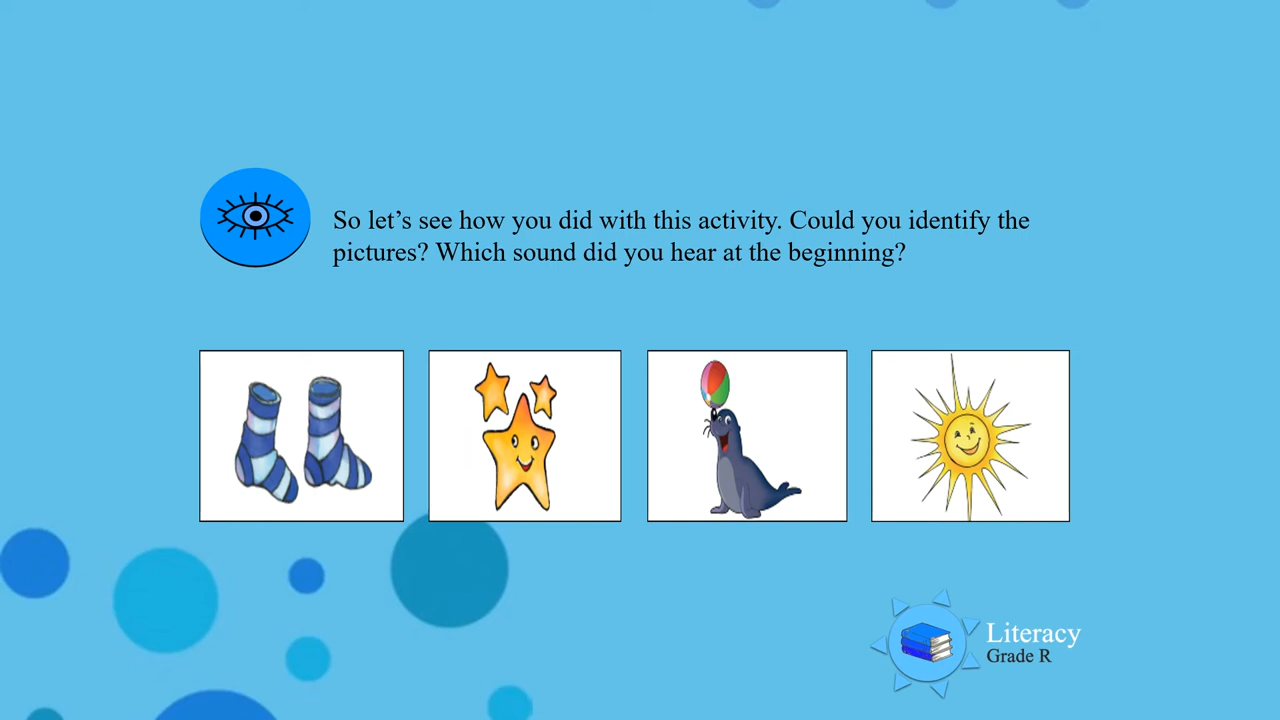 So let’s see how you did with this activity. Could you identify the
pictures? Which sound did you hear at the beginning?
Literacy
Grade R